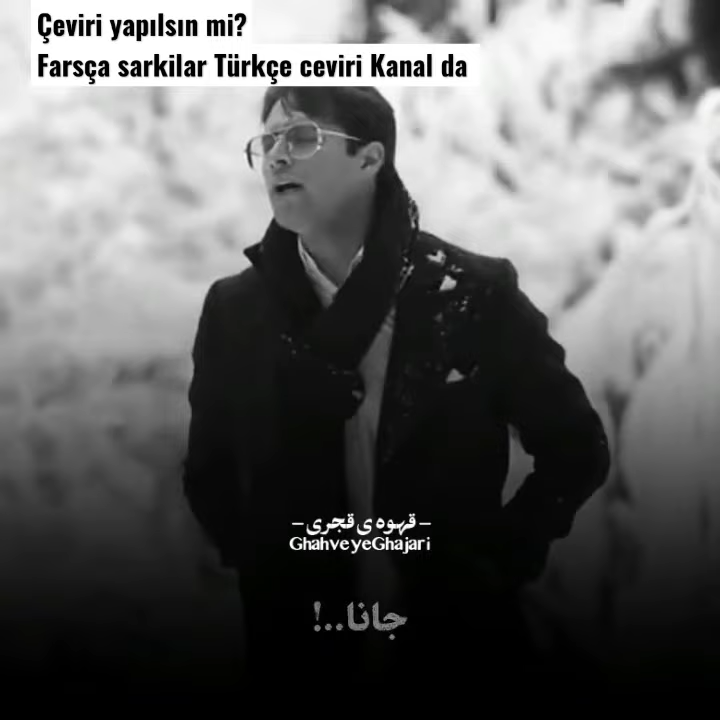 Çeviri yapılsın mi?
Farsça sarkilar Türkçe ceviri Kanal da
- قهوه ی قجری -
GhahveyeGhajari
جانا..!